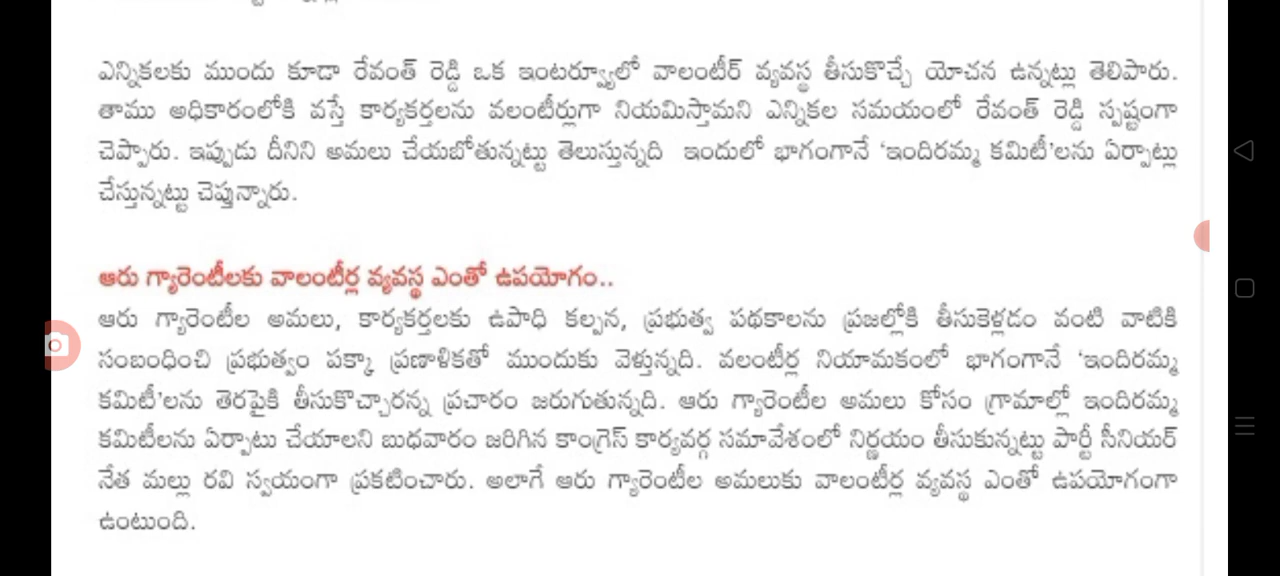 ఎన్నికలకు ముందు కూడా రేవంత్ రెడ్డి ఒక ఇంటర్వ్యూలో వాలంటీర్ వ్యవస్థ తీసుకొచ్చే యోచన ఉన్నట్లు తెలిపారు.
తాము అధికారంలోకి వస్తే కార్యకర్తలను వలంటీర్లుగా నియమిస్తామని ఎన్నికల సమయంలో రేవంత్ రెడ్డి స్పష్టంగా
చెప్పారు. ఇప్పుడు దీనిని అమలు చేయబోతున్నట్టు తెలుస్తున్నది ఇందులో భాగంగానే ‘ఇందిరమ్మ కమిటీ’లను ఏర్పాట్లు
చేస్తున్నట్టు చెప్తున్నారు.
ఆరు గ్యారెంటీలకు వాలంటీర్ల వ్యవస్థ ఎంతో ఉపయోగం..
ఆరు గ్యారెంటీల అమలు, కార్యకర్తలకు ఉపాధి కల్పన, ప్రభుత్వ పథకాలను ప్రజల్లోకి తీసుకెళ్లడం వంటి వాటికి
సంబంధించి ప్రభుత్వం పక్కా ప్రణాళికతో ముందుకు వెళ్తున్నది. వలంటీర్ల నియామకంలో భాగంగానే ‘ఇందిరమ్మ
కమిటీ’లను తెరపైకి తీసుకొచ్చారన్న ప్రచారం జరుగుతున్నది. ఆరు గ్యారెంటీల అమలు కోసం గ్రామాల్లో ఇందిరమ్మ
కమిటీలను ఏర్పాటు చేయాలని బుధవారం జరిగిన కాంగ్రెస్ కార్యవర్గ సమావేశంలో నిర్ణయం తీసుకున్నట్టు పార్టీ సీనియర్
నేత మల్లు రవి స్వయంగా ప్రకటించారు. అలాగే ఆరు గ్యారెంటీల అమలుకు వాలంటీర్ల వ్యవస్థ ఎంతో ఉపయోగంగా
ఉంటుంది.